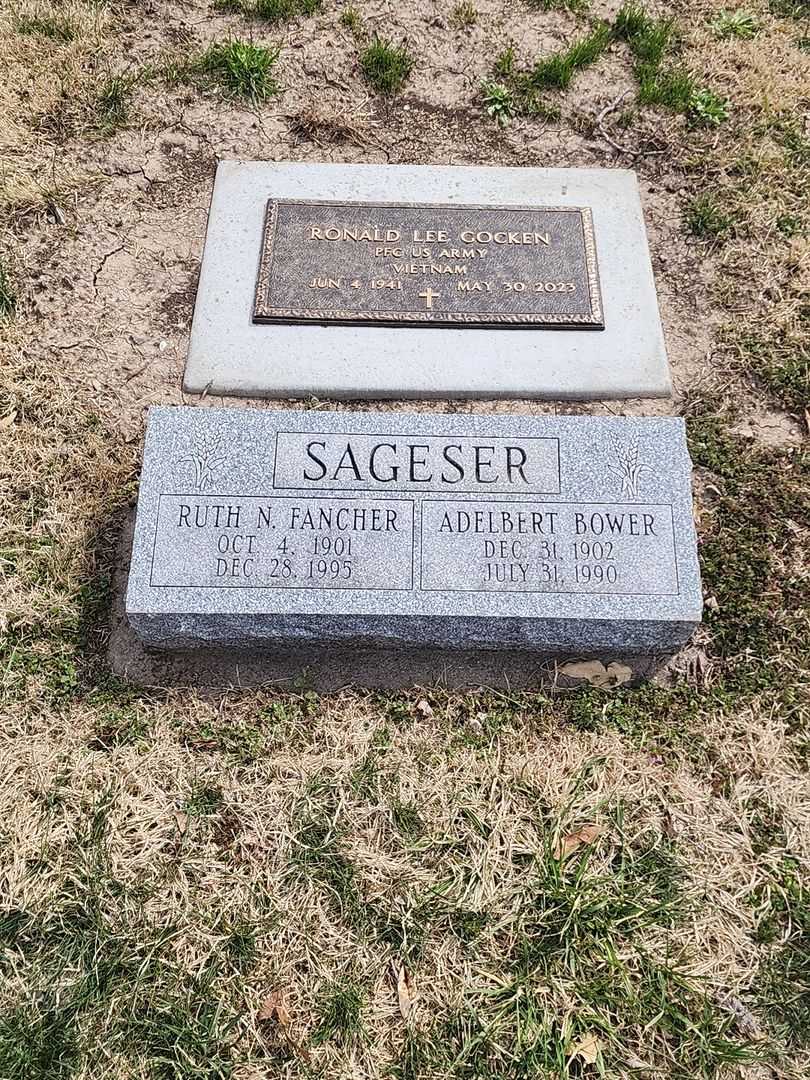 RONALD LEE GOCKEN
PFC US ARMY
VIETNAM
JUN 4 1941 MAY 30 2023
SAGESER
RUTH N. FANCHER
OCT. 4, 1901
DEC. 28, 1995
ADELBERT BOWER
DEC. 31, 1902
JULY 31, 1990